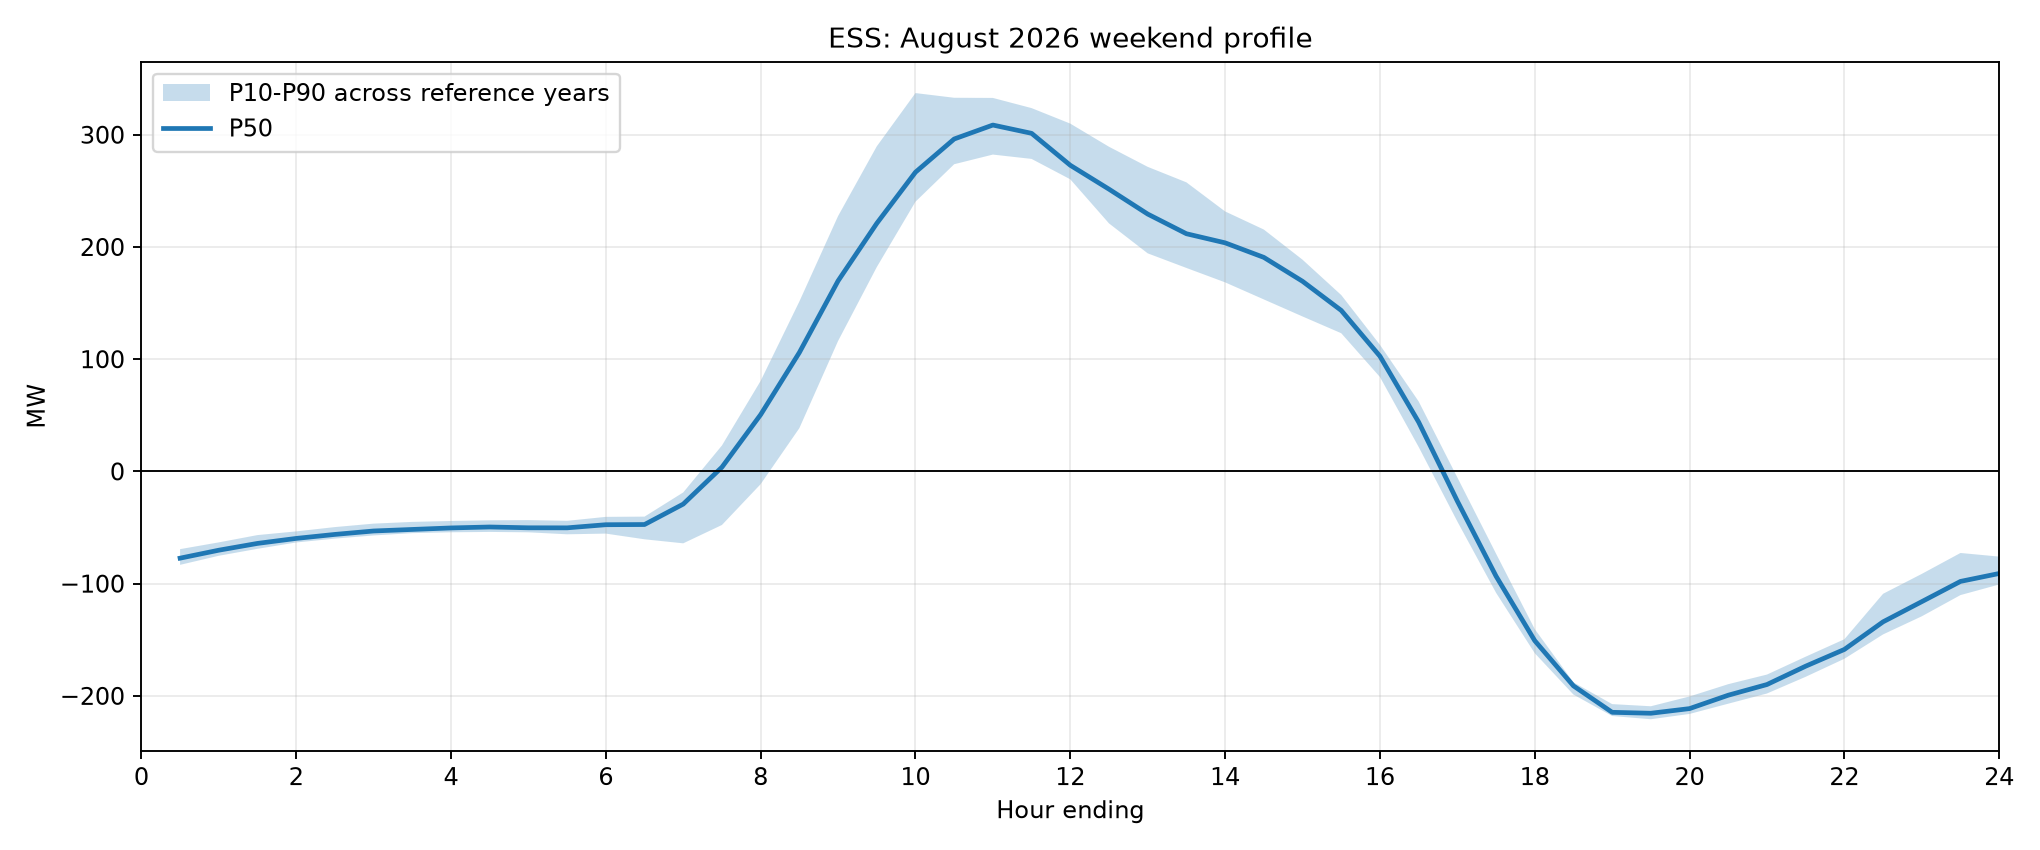 ESS: August 2026 weekend profile
P10-P90 across reference years
P50
300
200
100
0
−100
−200
MW
0 2 4 6 8 10 12 14 16 18 20 22 24
Hour ending